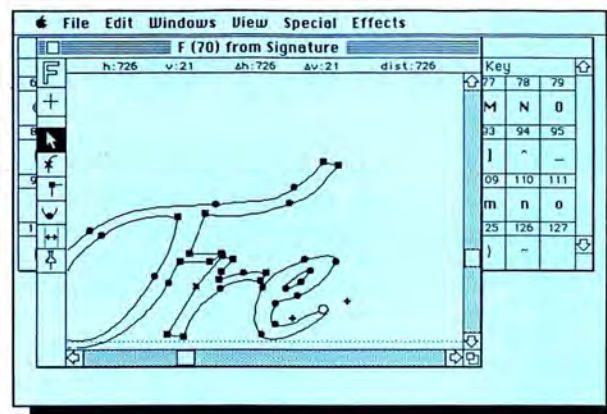 File Edit Windows View Special Effects
F (70) from Signature
h:726 v:21 Δh:726 Δv:21 dist:726
Key
77 78 79
M N O
93 94 95
] ^ _
109 110 111
m n o
125 126 127
} ~
Fre